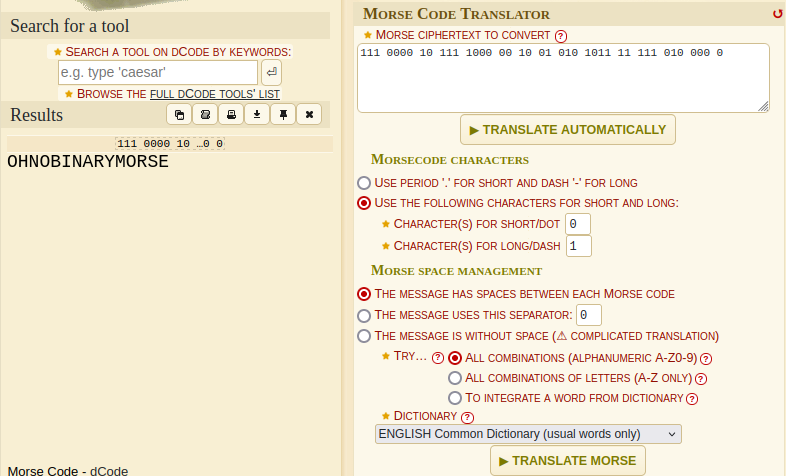 Search for a tool
★ SEARCH A TOOL ON DCODE BY KEYWORDS:
e.g. type 'caesar'
★ BROWSE THE FULL DCODE TOOLS' LIST
Results
111 0000 10 …0 0
OHNOBINARYMORSE
Morse Code - dCode
MORSE CODE TRANSLATOR
★ MORSE CIPHERTEXT TO CONVERT ?
111 0000 10 111 1000 00 10 01 010 1011 11 111 010 000 0
▶ TRANSLATE AUTOMATICALLY
MORSECODE CHARACTERS
USE PERIOD '.' FOR SHORT AND DASH '-' FOR LONG
USE THE FOLLOWING CHARACTERS FOR SHORT AND LONG:
★ CHARACTER(S) FOR SHORT/DOT 0
★ CHARACTER(S) FOR LONG/DASH 1
MORSE SPACE MANAGEMENT
THE MESSAGE HAS SPACES BETWEEN EACH MORSE CODE
THE MESSAGE USES THIS SEPARATOR: 0
THE MESSAGE IS WITHOUT SPACE (⚠ COMPLICATED TRANSLATION)
★ TRY… ? ALL COMBINATIONS (ALPHANUMERIC A-Z0-9) ?
ALL COMBINATIONS OF LETTERS (A-Z ONLY) ?
TO INTEGRATE A WORD FROM DICTIONARY ?
★ DICTIONARY ?
ENGLISH Common Dictionary (usual words only)
▶ TRANSLATE MORSE